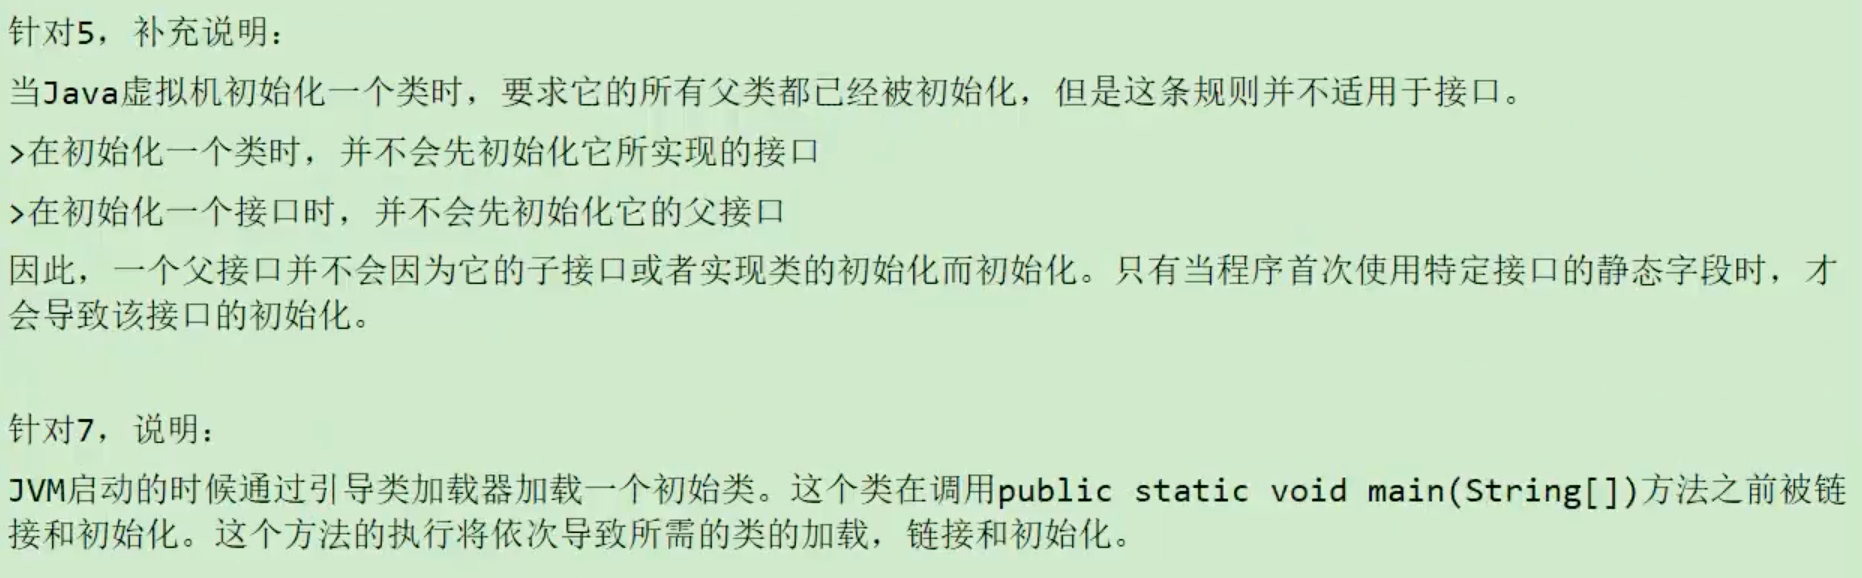 针对5，补充说明：
当Java虚拟机初始化一个类时，要求它的所有父类都已经被初始化，但是这条规则并不适用于接口。
>在初始化一个类时，并不会先初始化它所实现的接口
>在初始化一个接口时，并不会先初始化它的父接口
因此，一个父接口并不会因为它的子接口或者实现类的初始化而初始化。只有当程序首次使用特定接口的静态字段时，才
会导致该接口的初始化。
针对7，说明：
JVM启动的时候通过引导类加载器加载一个初始类。这个类在调用public static void main(String[])方法之前被链
接和初始化。这个方法的执行将依次导致所需的类的加载，链接和初始化。